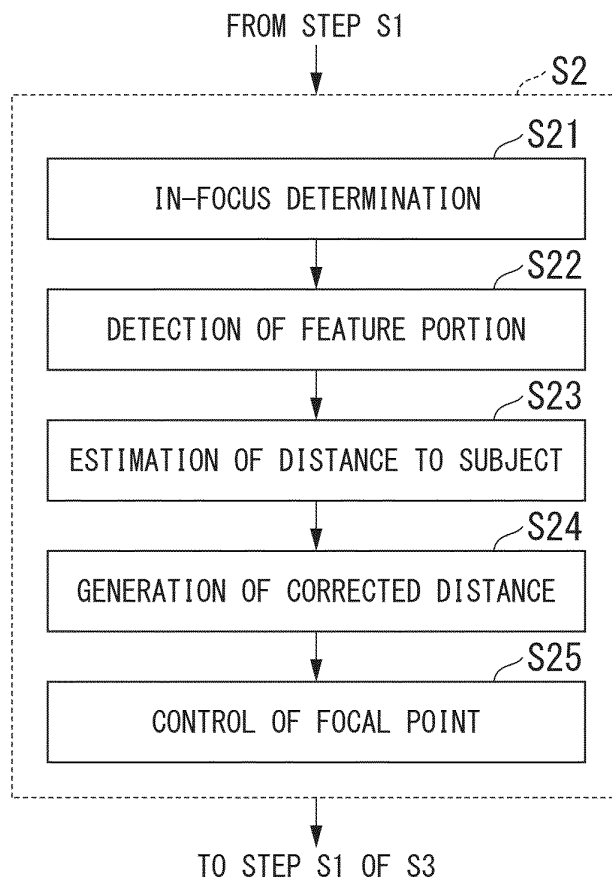 FROM STEP S1
S2
S21
IN-FOCUS DETERMINATION
S22
DETECTION OF FEATURE PORTION
S23
ESTIMATION OF DISTANCE TO SUBJECT
S24
GENERATION OF CORRECTED DISTANCE
S25
CONTROL OF FOCAL POINT
TO STEP S1 OF S3